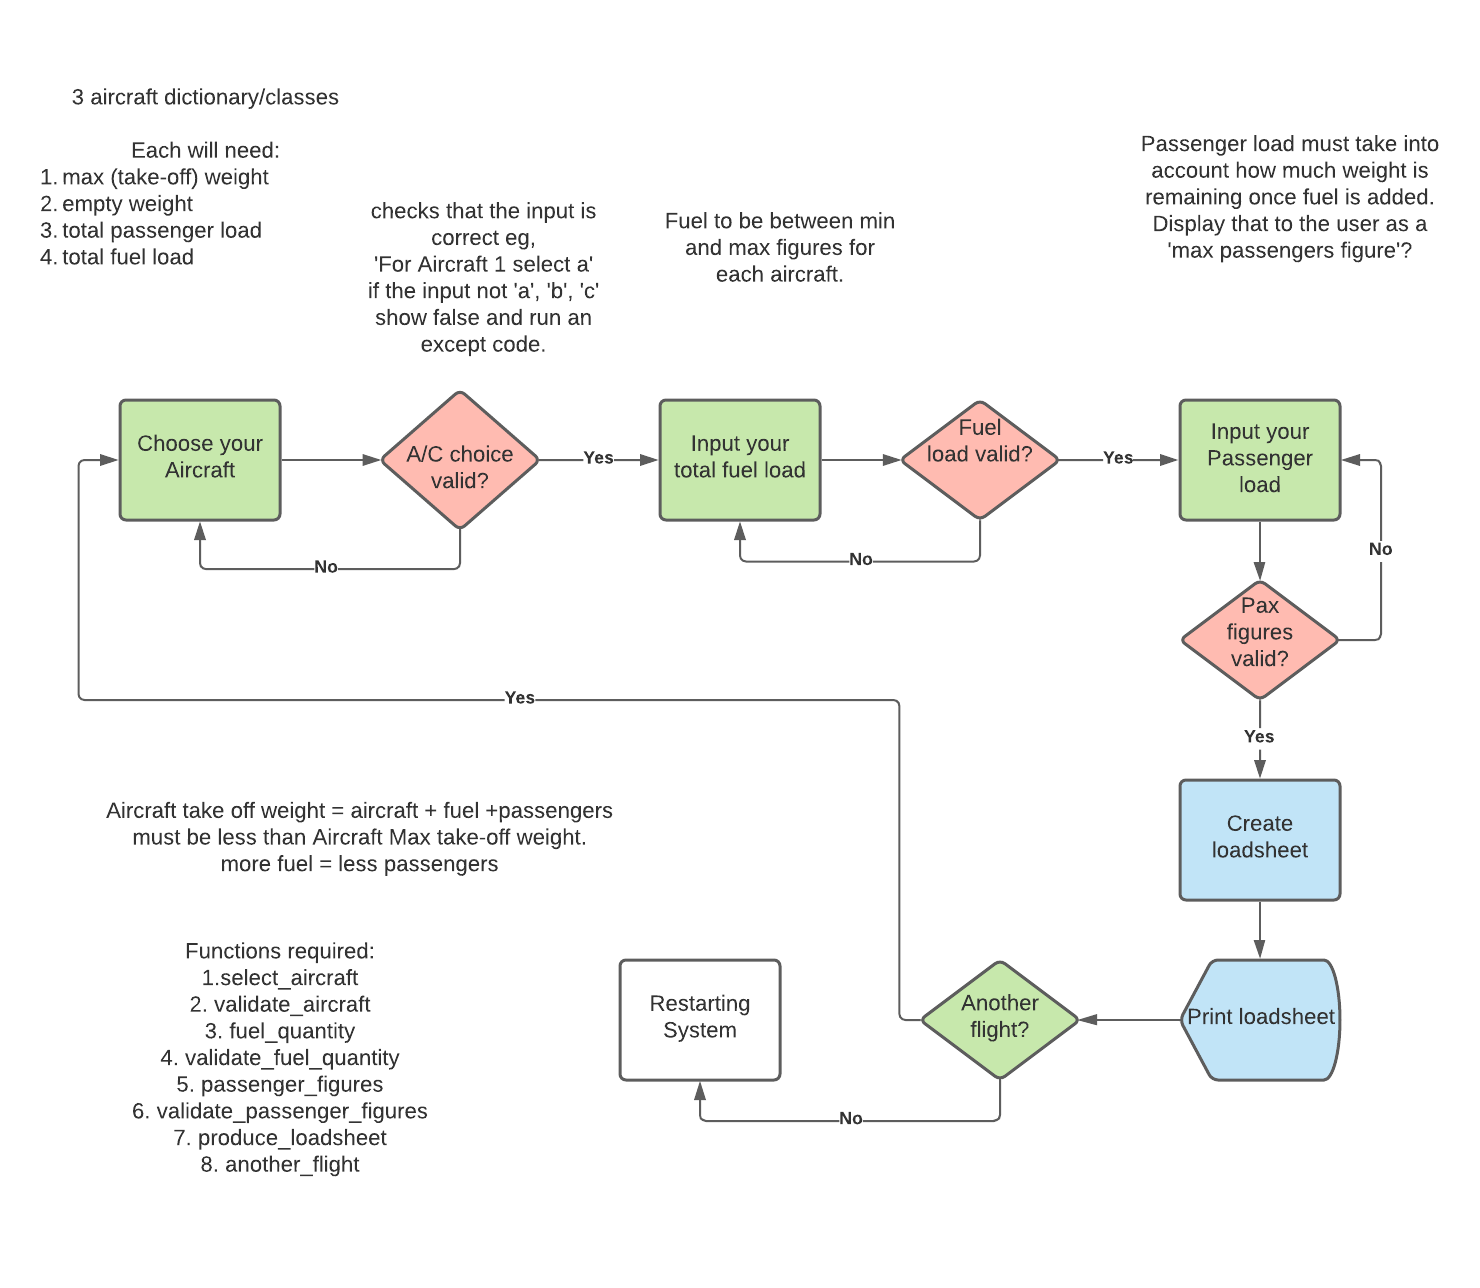 3 aircraft dictionary/classes
Each will need:
1. max (take-off) weight
2. empty weight
3. total passenger load
4. total fuel load
checks that the input is
correct eg,
'For Aircraft 1 select a'
if the input not 'a', 'b', 'c'
show false and run an
except code.
Fuel to be between min
and max figures for
each aircraft.
Passenger load must take into
account how much weight is
remaining once fuel is added.
Display that to the user as a
'max passengers figure'?
Choose your
Aircraft
A/C choice
valid?
Yes
No
Input your
total fuel load
Fuel
load valid?
Yes
No
Input your
Passenger
load
No
Pax
figures
valid?
Yes
Yes
Create
loadsheet
Print loadsheet
Another
flight?
No
Restarting
System
Aircraft take off weight = aircraft + fuel +passengers
must be less than Aircraft Max take-off weight.
more fuel = less passengers
Functions required:
1.select_aircraft
2. validate_aircraft
3. fuel_quantity
4. validate_fuel_quantity
5. passenger_figures
6. validate_passenger_figures
7. produce_loadsheet
8. another_flight